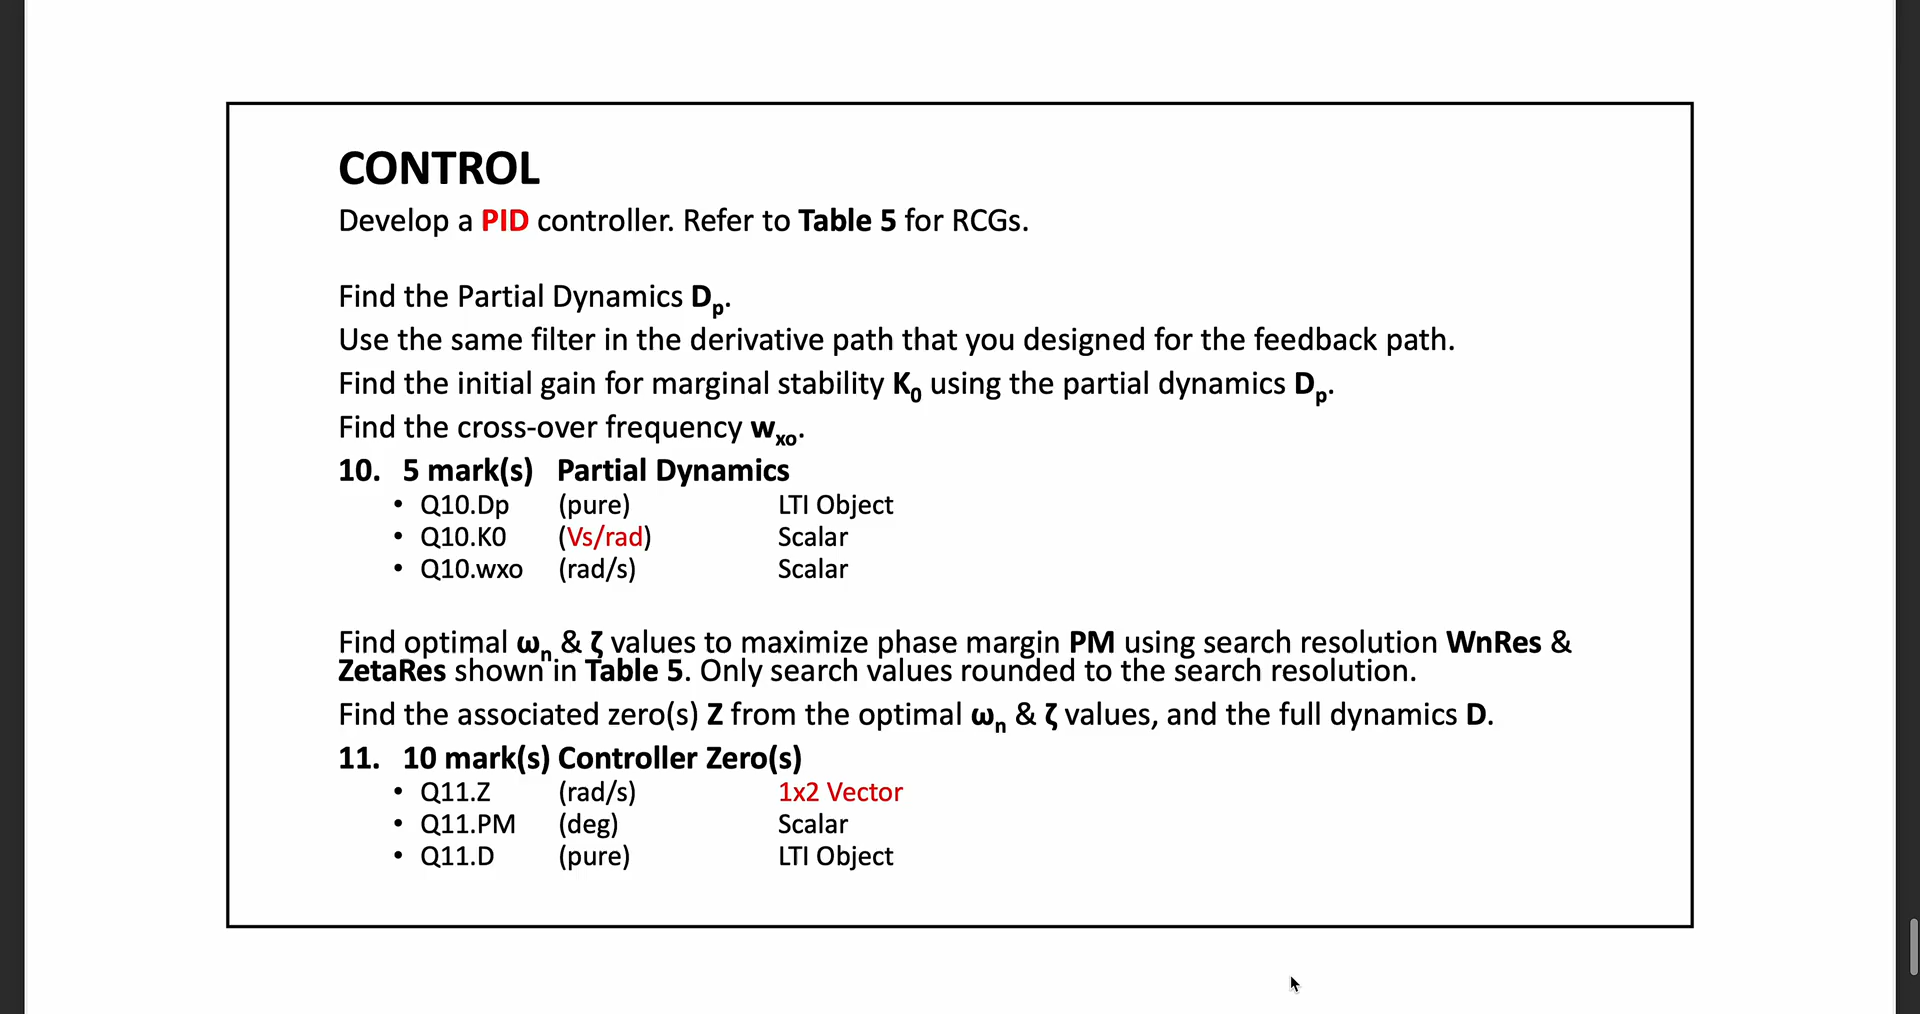 CONTROL
Develop a PID controller. Refer to Table 5 for RCGs.
Find the Partial Dynamics Dp.
Use the same filter in the derivative path that you designed for the feedback path.
Find the initial gain for marginal stability K0 using the partial dynamics Dp.
Find the cross-over frequency wxo.
10. 5 mark(s) Partial Dynamics
• Q10.Dp (pure) LTI Object
• Q10.K0 (Vs/rad) Scalar
• Q10.wxo (rad/s) Scalar
Find optimal ωn & ζ values to maximize phase margin PM using search resolution WnRes &
ZetaRes shown in Table 5. Only search values rounded to the search resolution.
Find the associated zero(s) Z from the optimal ωn & ζ values, and the full dynamics D.
11. 10 mark(s) Controller Zero(s)
• Q11.Z (rad/s) 1x2 Vector
• Q11.PM (deg) Scalar
• Q11.D (pure) LTI Object